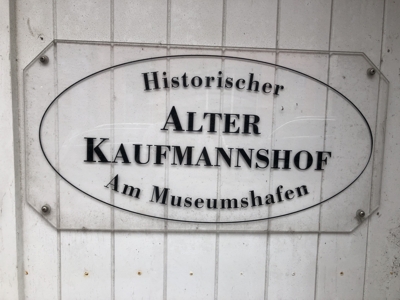 Historischer
ALTER
KAUFMANNSHOF
Am Museumshafen